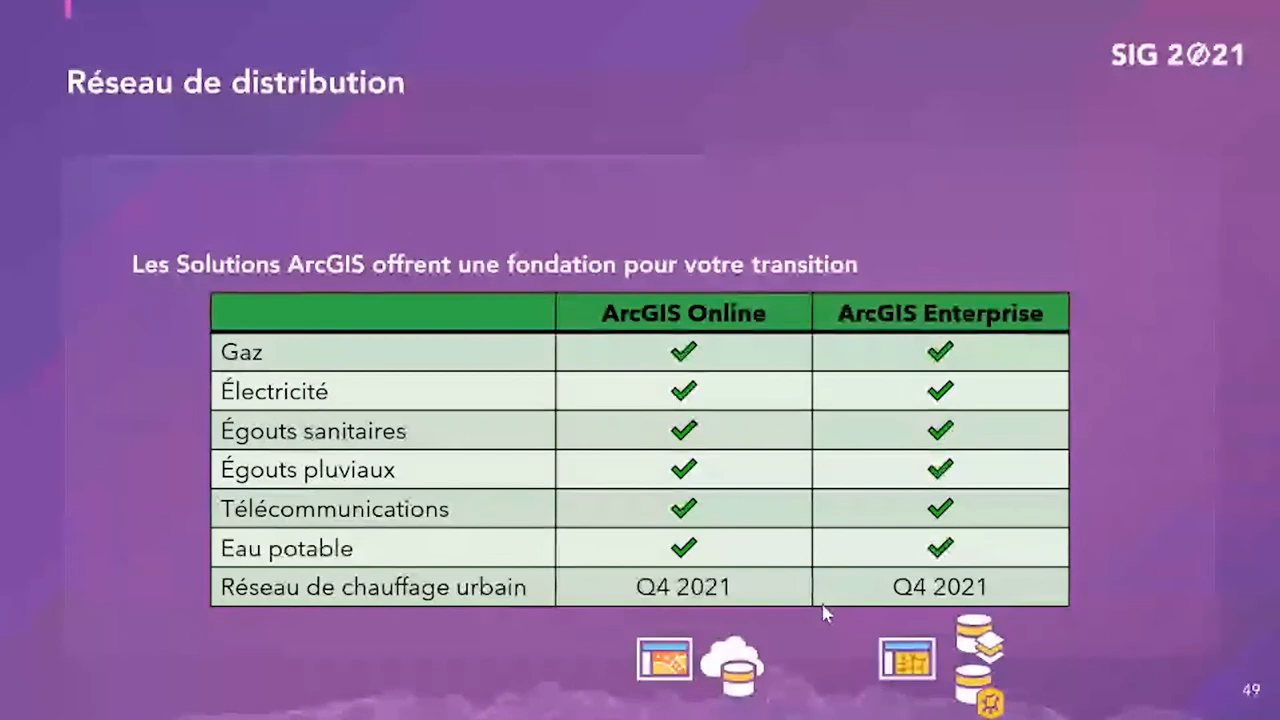 SIG 2021
Réseau de distribution
Les Solutions ArcGIS offrent une fondation pour votre transition
ArcGIS Online ArcGIS Enterprise
Gaz
Électricité
Égouts sanitaires
Égouts pluviaux
Télécommunications
Eau potable
Réseau de chauffage urbain Q4 2021 Q4 2021
49